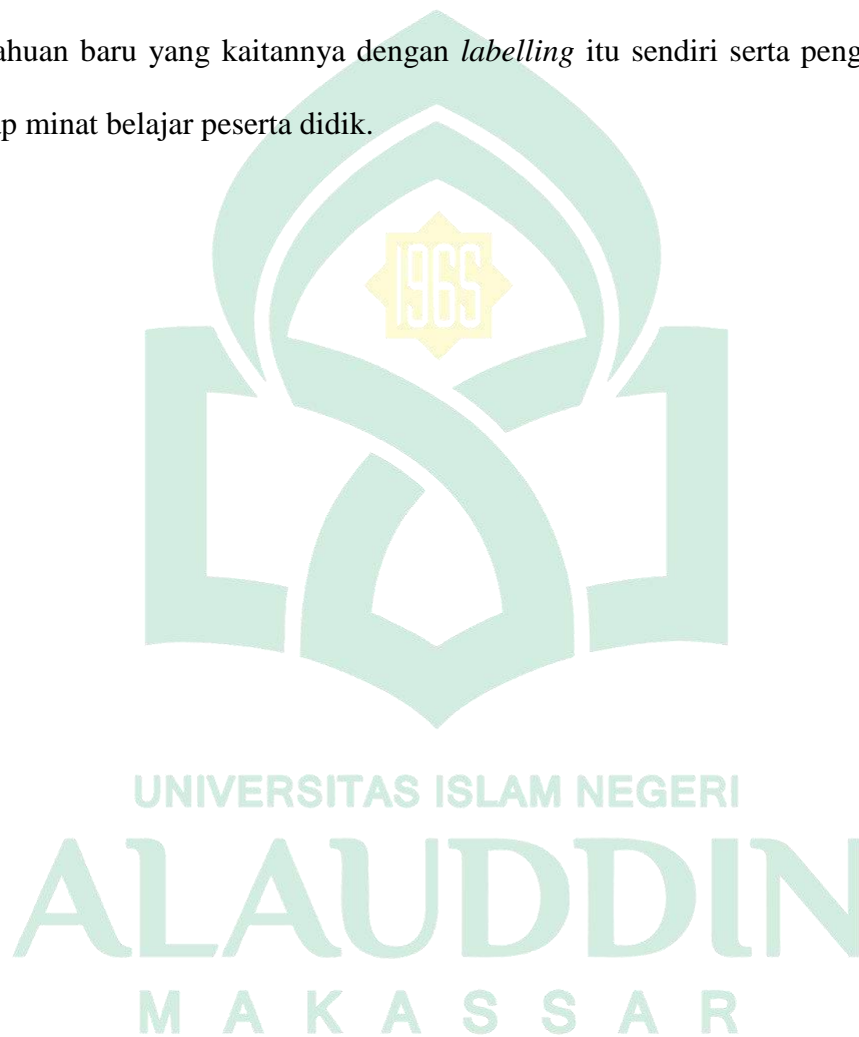 ahuan baru yang kaitannya dengan labelling itu sendiri serta peng
p minat belajar peserta didik.
1965
UNIVERSITAS ISLAM NEGERI
ALAUDDIN
MAKASSAR